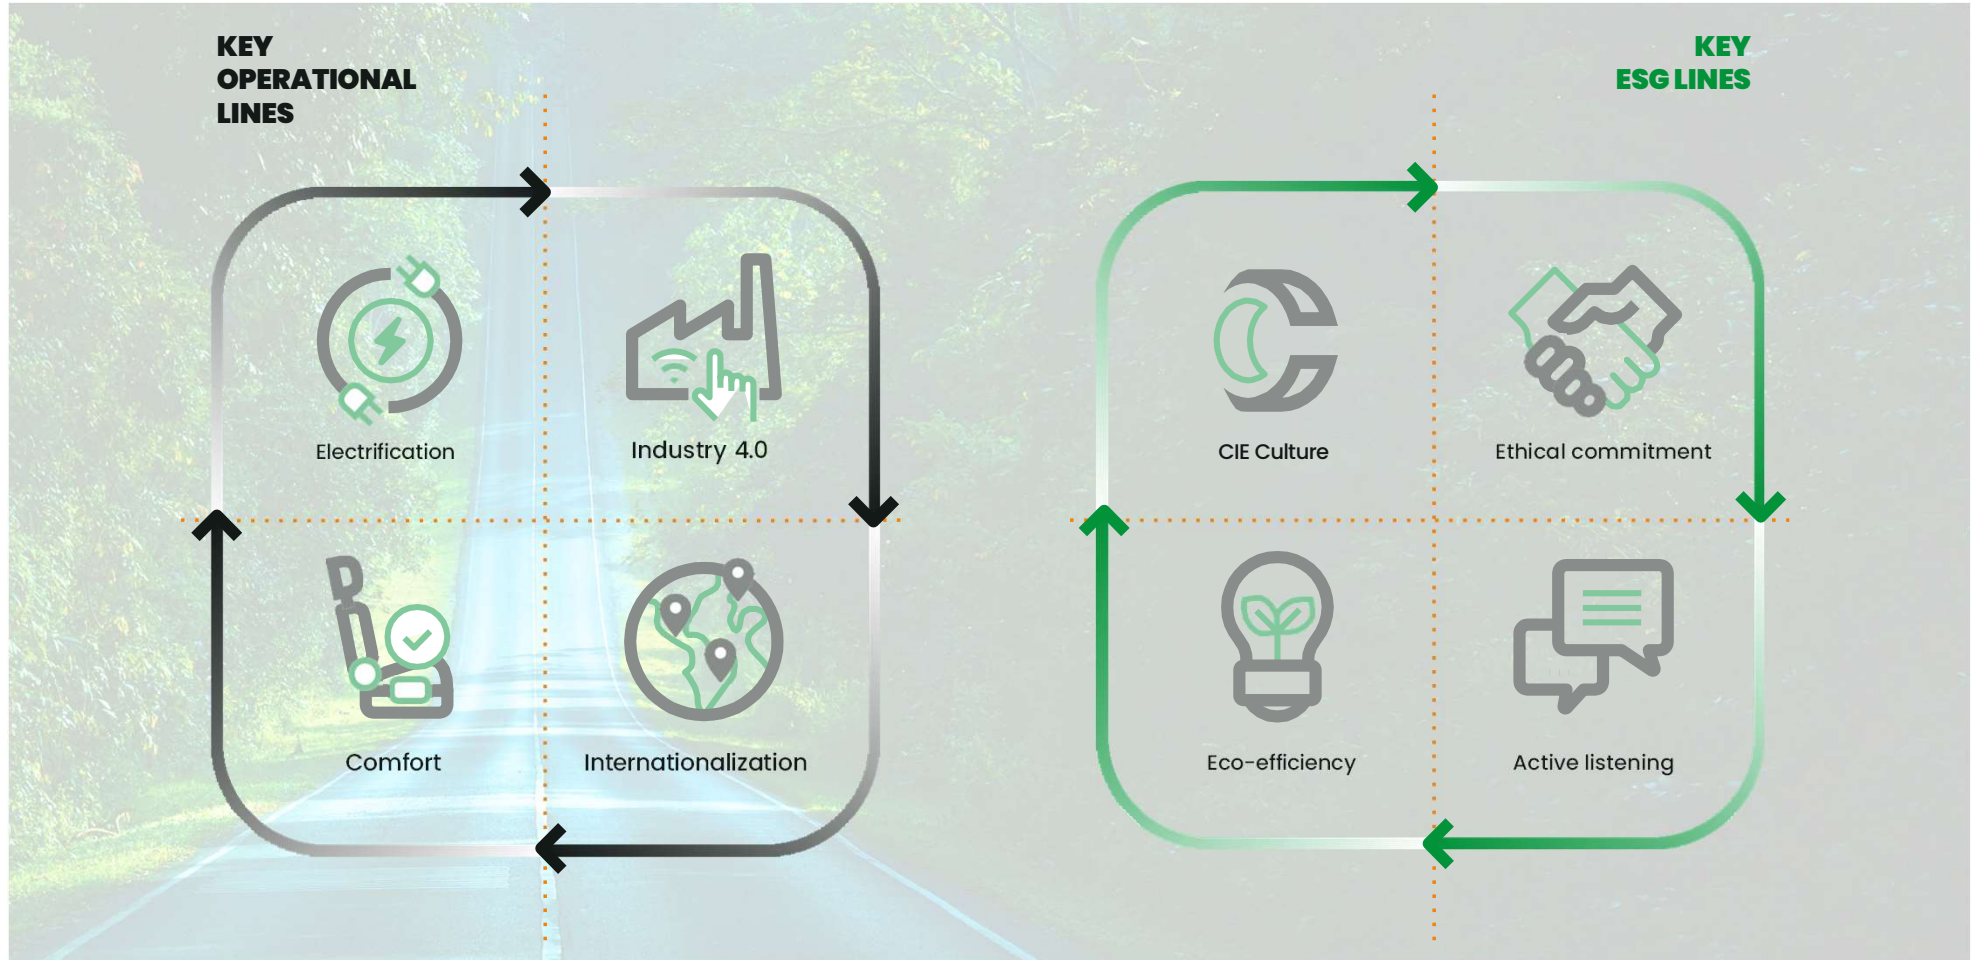 KEY
OPERATIONAL
LINES
Electrification
Industry 4.0
Comfort
Internationalization
KEY
ESG LINES
CIE Culture
Ethical commitment
Eco-efficiency
Active listening